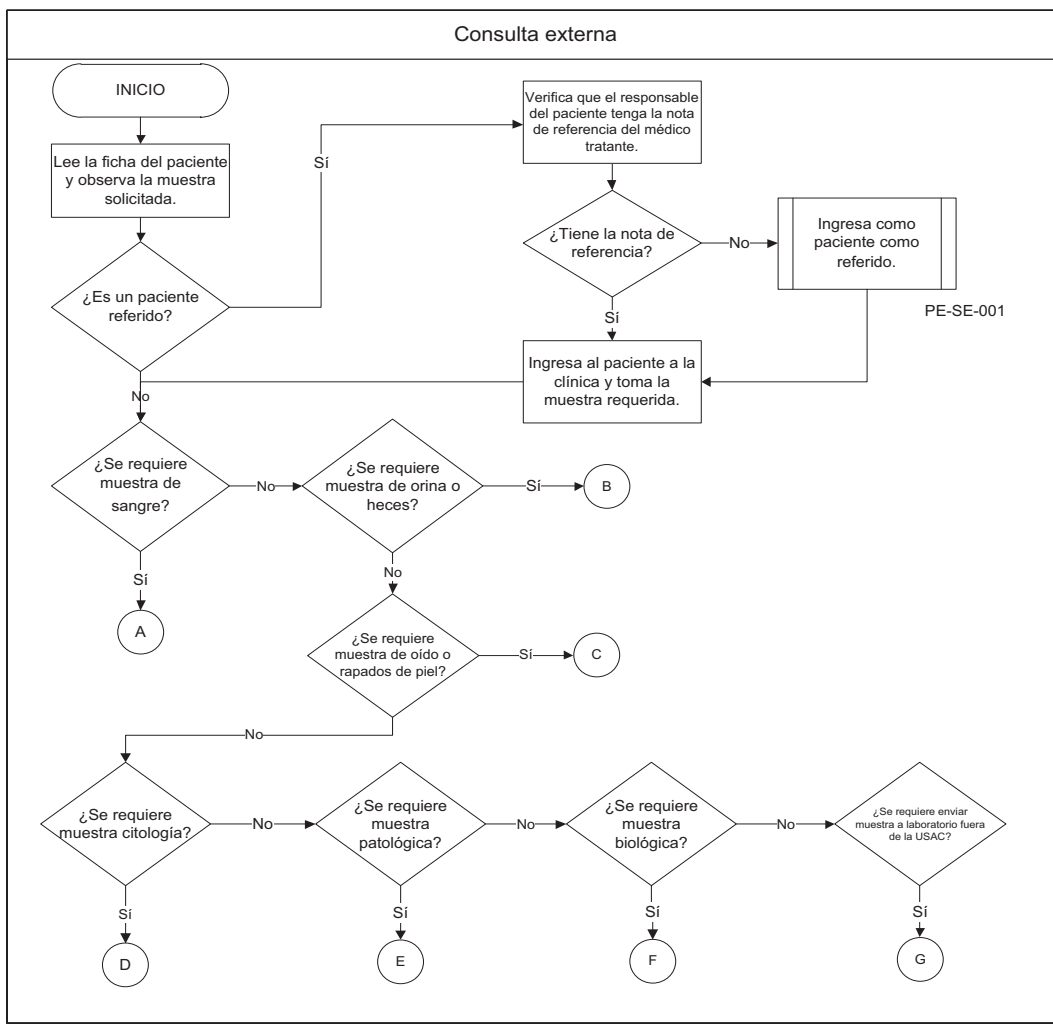 Consulta externa
INICIO
Lee la ficha del paciente
y observa la muestra
solicitada.
¿Es un paciente
referido?
Sí
Verifica que el responsable
del paciente tenga la nota
de referencia del médico
tratante.
¿Tiene la nota de
referencia?
No
Ingresa como
paciente como
referido.
PE-SE-001
Sí
Ingresa al paciente a la
clínica y toma la
muestra requerida.
No
¿Se requiere
muestra de
sangre?
No
¿Se requiere
muestra de orina o
heces?
Sí
B
Sí
A
No
¿Se requiere
muestra de oído o
rapados de piel?
Sí
C
No
¿Se requiere
muestra citología?
No
¿Se requiere
muestra
patológica?
No
¿Se requiere
muestra
biológica?
No
¿Se requiere enviar
muestra a laboratorio fuera
de la USAC?
Sí
Sí
Sí
Sí
D
E
F
G